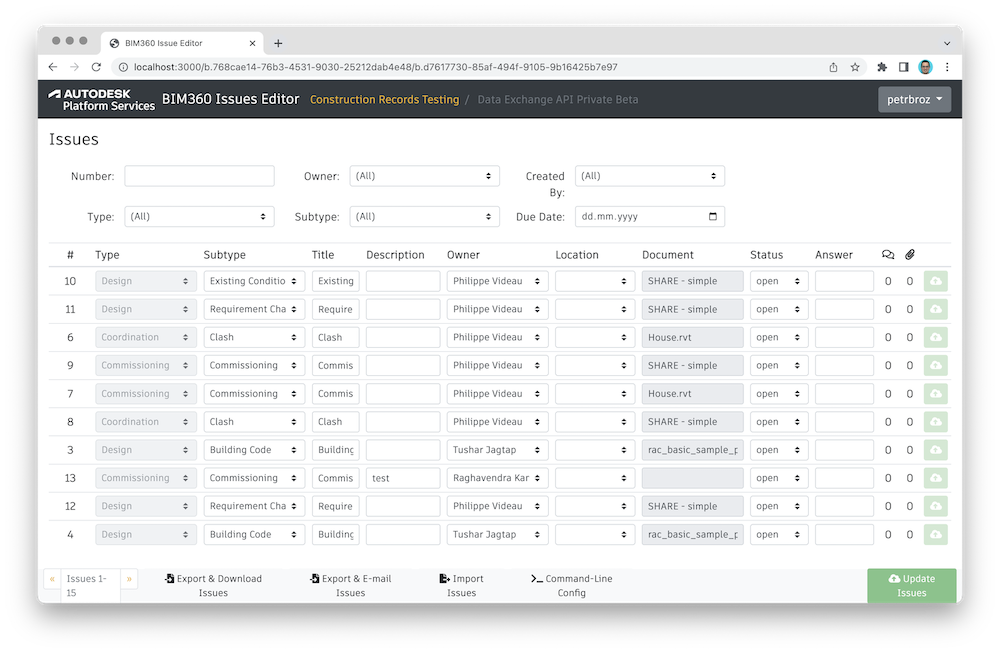 BIM360 Issue Editor
localhost:3000/b.768cae14-76b3-4531-9030-25212dab4e48/b.d7617730-85af-494f-9105-9b16425b7e97
AUTODESK
Platform Services
BIM360 Issues Editor Construction Records Testing / Data Exchange API Private Beta petrbroz
Issues
Number: Owner: (All) Created By: (All)
Type: (All) Subtype: (All) Due Date: dd.mm.yyyy
# Type Subtype Title Description Owner Location Document Status Answer
10 Design Existing Conditio Existing Philippe Videau SHARE - simple open 0 0
11 Design Requirement Cha Require Philippe Videau SHARE - simple open 0 0
6 Coordination Clash Clash Philippe Videau House.rvt open 0 0
9 Commissioning Commissioning Commis Philippe Videau SHARE - simple open 0 0
7 Commissioning Commissioning Commis Philippe Videau House.rvt open 0 0
8 Coordination Clash Clash Philippe Videau SHARE - simple open 0 0
3 Design Building Code Building Tushar Jagtap rac_basic_sample_p open 0 0
13 Commissioning Commissioning Commis test Raghavendra Kar open 0 0
12 Design Requirement Cha Require Philippe Videau SHARE - simple open 0 0
4 Design Building Code Building Tushar Jagtap rac_basic_sample_p open 0 0
« Issues 1-15 » Export & Download Issues Export & E-mail Issues Import Issues Command-Line Config Update Issues